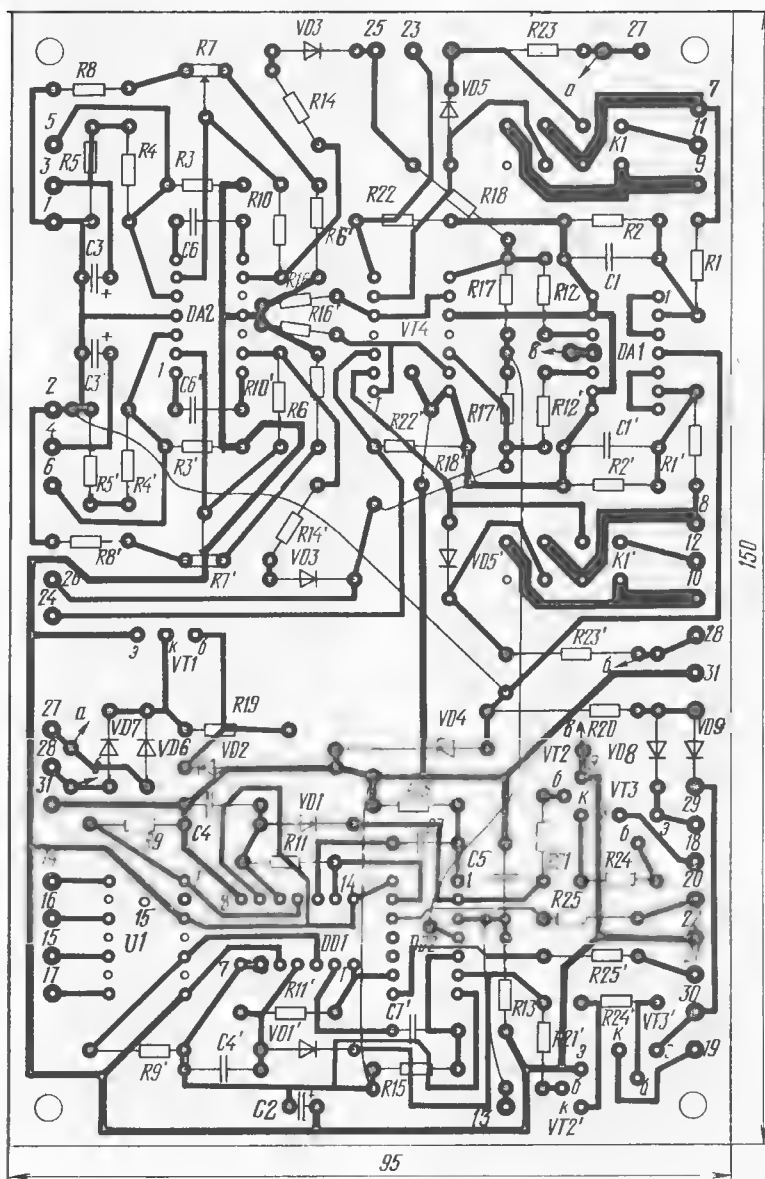 VD3
25
23
R23
27
R8
R7
a
7
5
R14
VD5
11
3
R5
R4
R3
K1
9
1
R10
R22
R18
C6
R2
C3
R6'
C1
R1
R16
R17
R12
1
+
DA2
R16'
VT4
в
DA1
+
C3'
1
C6'
R10'
2
R6
R17'
R12'
4
R22'
C1'
R3'
R18'
R1'
6
R5'
R4'
R2'
R14'
8
R8'
VD3
VD5'
K1'
12
26
R7'
10
24
э
к
б
28
VT1
R23'
б
31
27
a
R19
VD4
в
R20
VD7
VD2
VT2
VD8
VD9
28
VD6
б
VT3
31
к
29
VD1
э
18
C4
C5
б
R11
R24
14
1
20
16
8
15
R25
15
U1
DD1
17
7
1
R25'
R11'
30
C7'
R13
R24'
VT3'
VD1'
R21'
э
C4'
к
19
R9'
R15
б
C2
+
13
к
VT2'
150
95